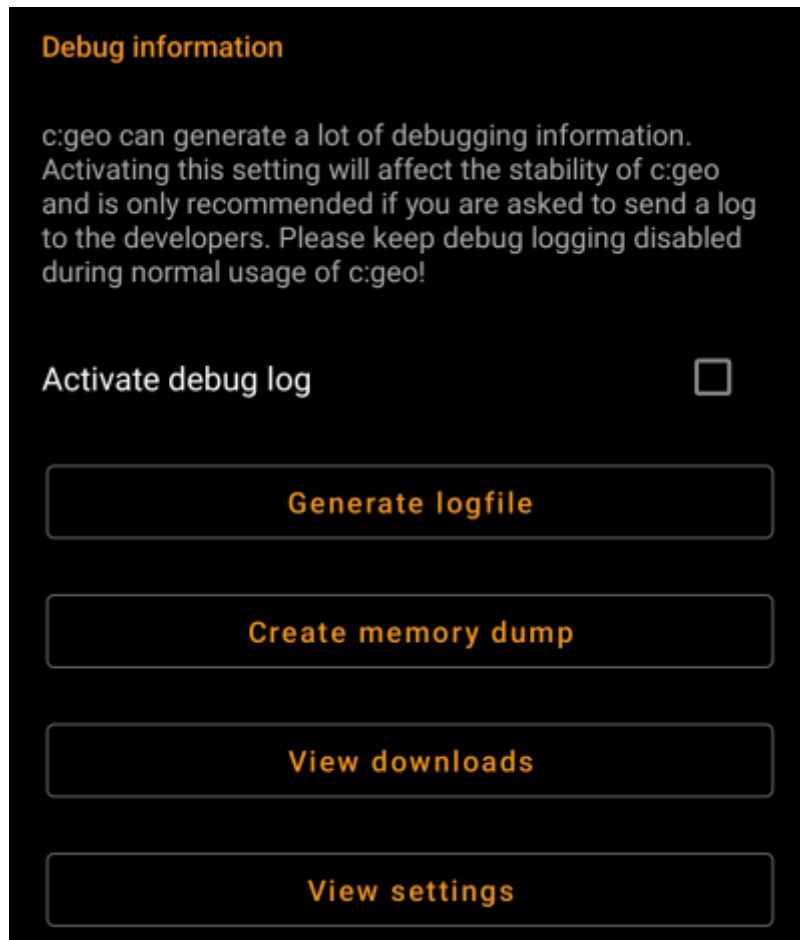 Debug information
c:geo can generate a lot of debugging information.
Activating this setting will affect the stability of c:geo
and is only recommended if you are asked to send a log
to the developers. Please keep debug logging disabled
during normal usage of c:geo!
Activate debug log
Generate logfile
Create memory dump
View downloads
View settings